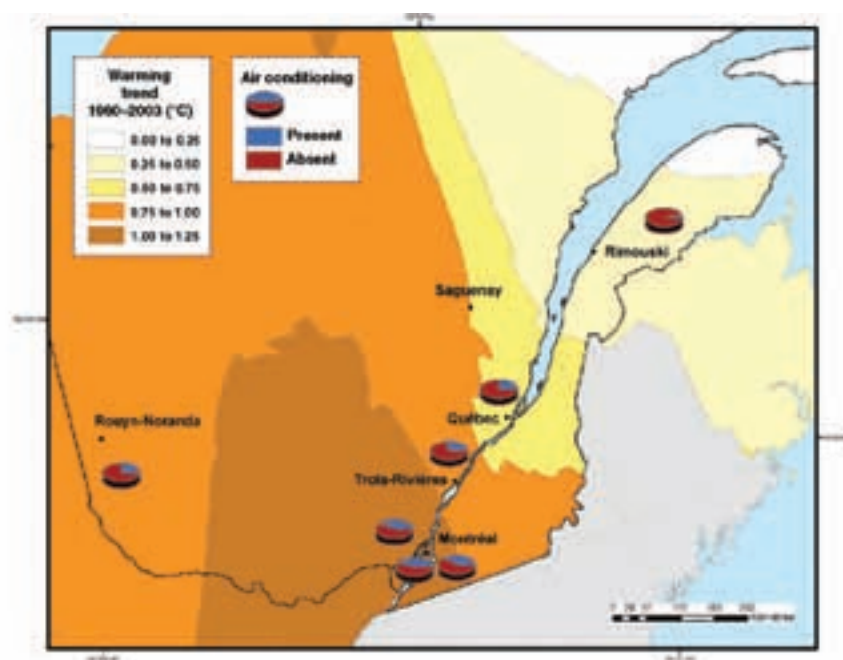 Warming
trend
1960–2003 (°C)
0.00 to 0.25
0.25 to 0.50
0.50 to 0.75
0.75 to 1.00
1.00 to 1.25
Air conditioning
Present
Absent
Rimouski
Saguenay
Québec
Rouyn-Noranda
Trois-Rivières
Montréal